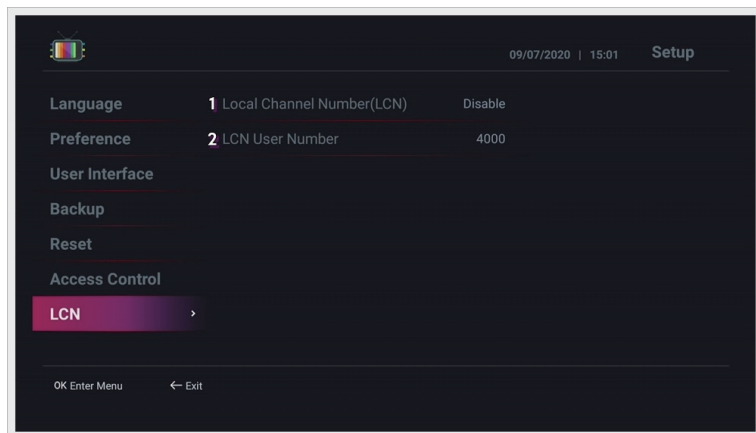 09/07/2020 | 15:01 Setup
Language 1 Local Channel Number(LCN) Disable
Preference 2 LCN User Number 4000
User Interface
Backup
Reset
Access Control
LCN ›
OK Enter Menu ← Exit